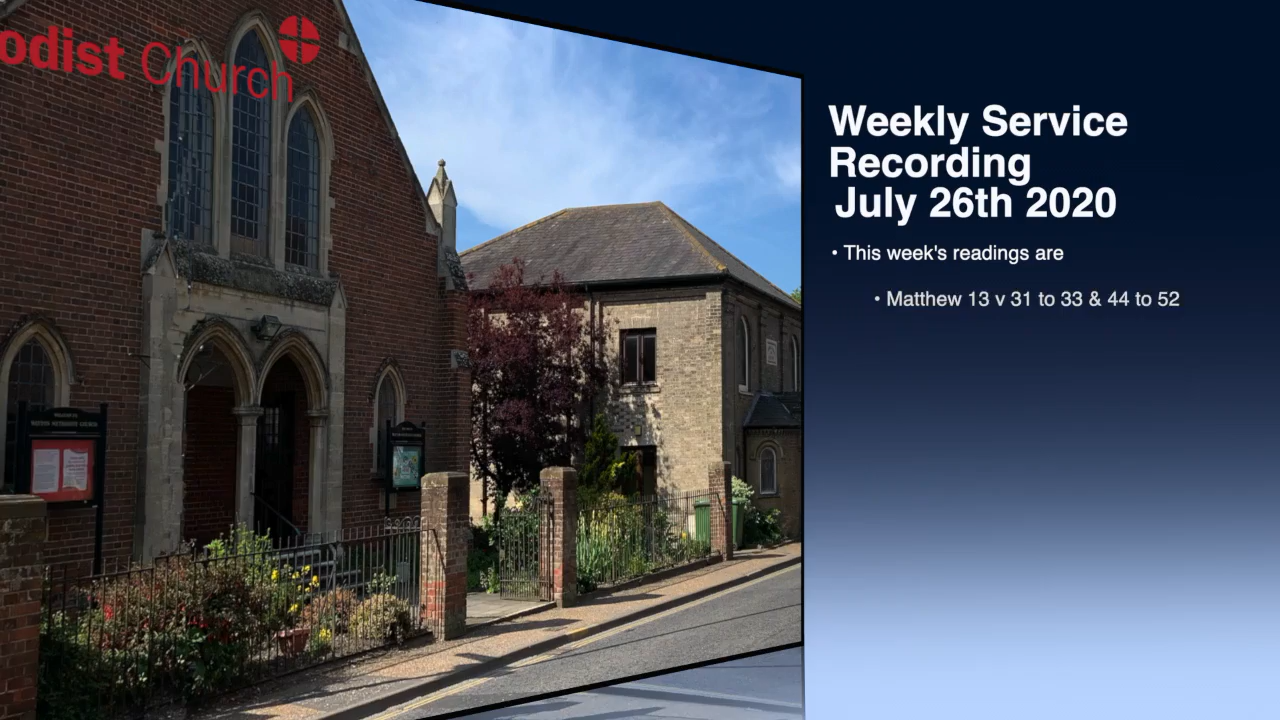 odist Church
Weekly Service
Recording
July 26th 2020
• This week's readings are
• Matthew 13 v 31 to 33 & 44 to 52